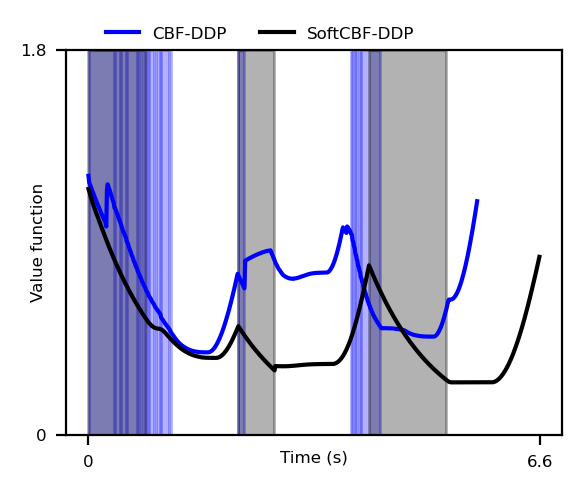 CBF-DDP SoftCBF-DDP
1.8
Value function
0
0 Time (s) 6.6